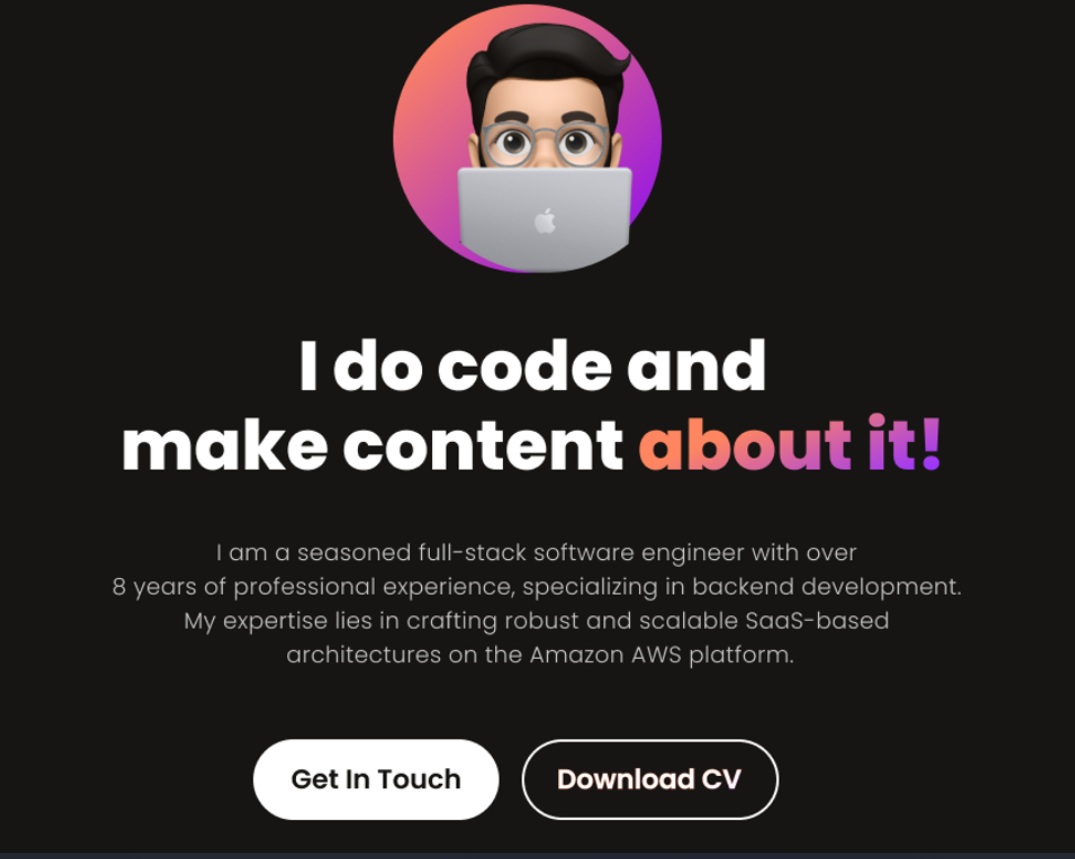 I do code and
make content about it!
I am a seasoned full-stack software engineer with over
8 years of professional experience, specializing in backend development.
My expertise lies in crafting robust and scalable SaaS-based
architectures on the Amazon AWS platform.
Get In Touch
Download CV